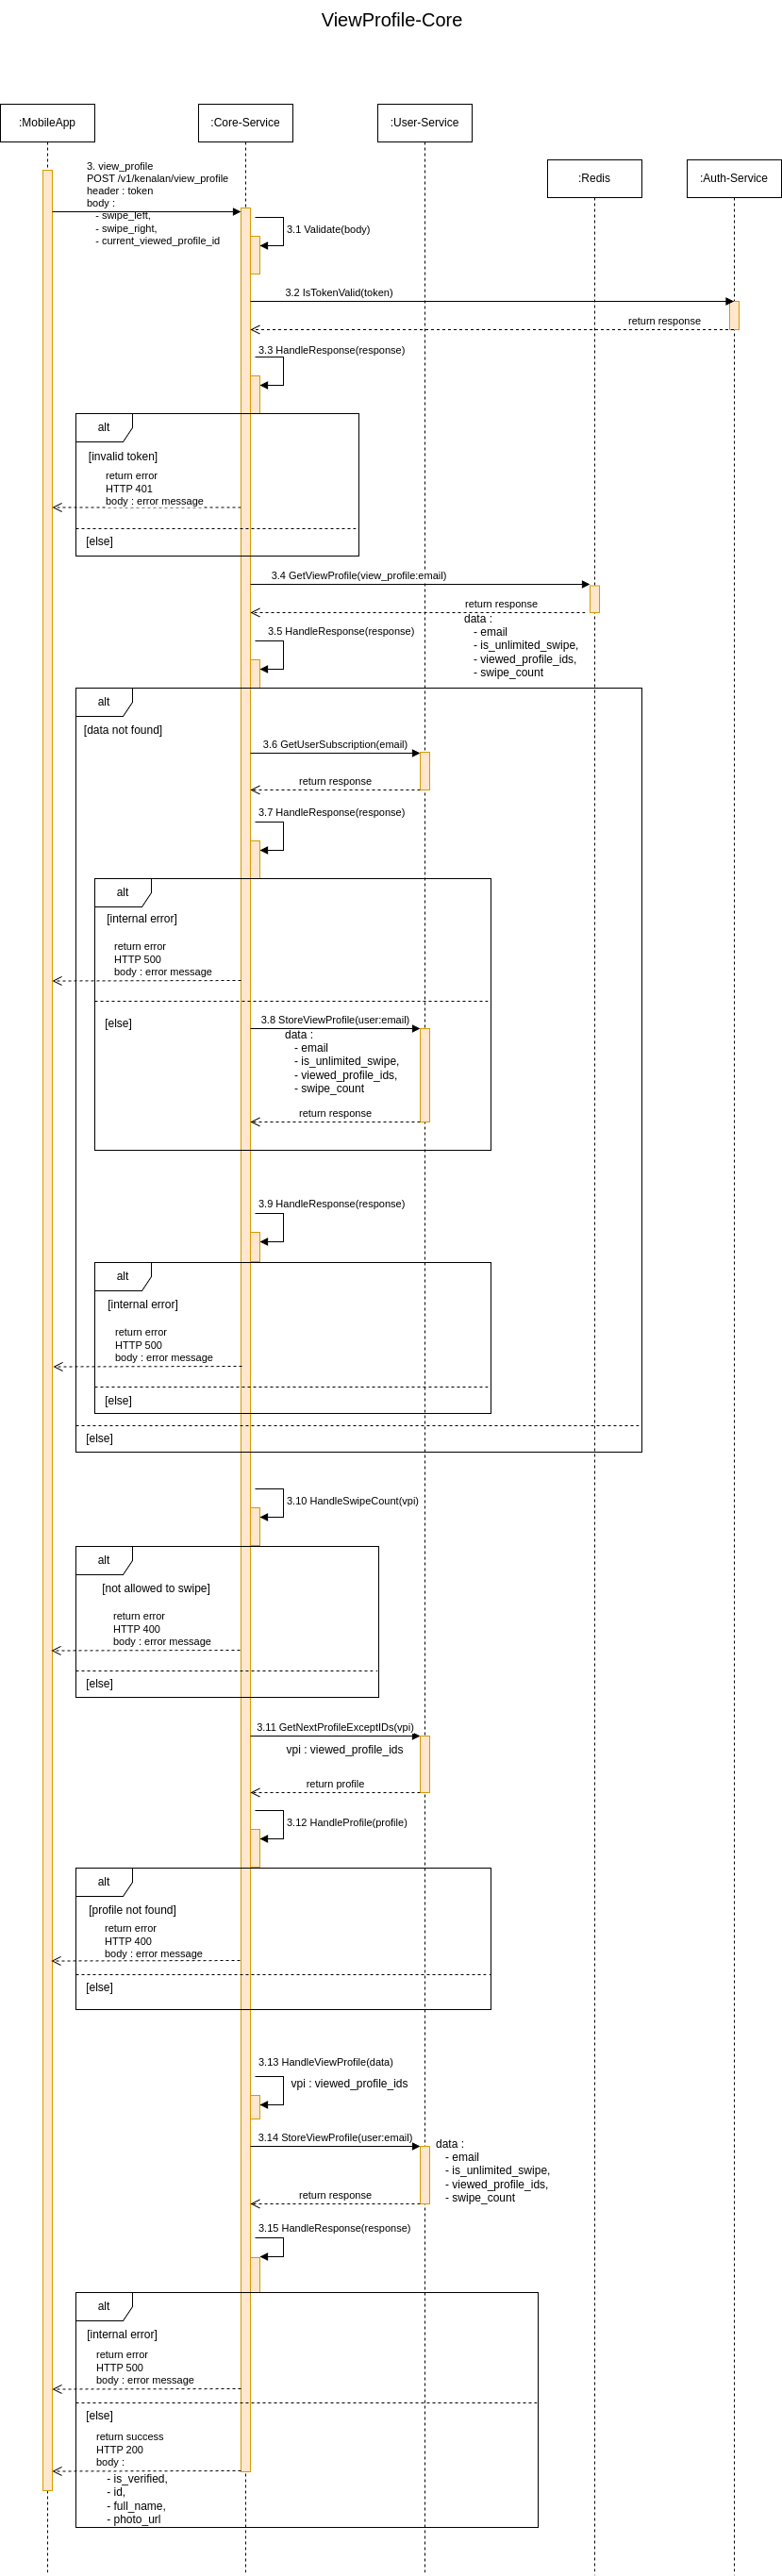 ViewProfile-Core
:MobileApp
:Core-Service
:User-Service
:Redis
:Auth-Service
3. view_profile
POST /v1/kenalan/view_profile
header : token
body :
- swipe_left,
- swipe_right,
- current_viewed_profile_id
3.1 Validate(body)
3.2 IsTokenValid(token)
return response
3.3 HandleResponse(response)
alt
[invalid token]
return error
HTTP 401
body : error message
[else]
3.4 GetViewProfile(view_profile:email)
return response
data :
- email
- is_unlimited_swipe,
- viewed_profile_ids,
- swipe_count
3.5 HandleResponse(response)
alt
[data not found]
3.6 GetUserSubscription(email)
return response
3.7 HandleResponse(response)
alt
[internal error]
return error
HTTP 500
body : error message
[else]
3.8 StoreViewProfile(user:email)
data :
- email
- is_unlimited_swipe,
- viewed_profile_ids,
- swipe_count
return response
3.9 HandleResponse(response)
alt
[internal error]
return error
HTTP 500
body : error message
[else]
[else]
3.10 HandleSwipeCount(vpi)
alt
[not allowed to swipe]
return error
HTTP 400
body : error message
[else]
3.11 GetNextProfileExceptIDs(vpi)
vpi : viewed_profile_ids
return profile
3.12 HandleProfile(profile)
alt
[profile not found]
return error
HTTP 400
body : error message
[else]
3.13 HandleViewProfile(data)
vpi : viewed_profile_ids
3.14 StoreViewProfile(user:email)
data :
- email
- is_unlimited_swipe,
- viewed_profile_ids,
- swipe_count
return response
3.15 HandleResponse(response)
alt
[internal error]
return error
HTTP 500
body : error message
[else]
return success
HTTP 200
body :
- is_verified,
- id,
- full_name,
- photo_url